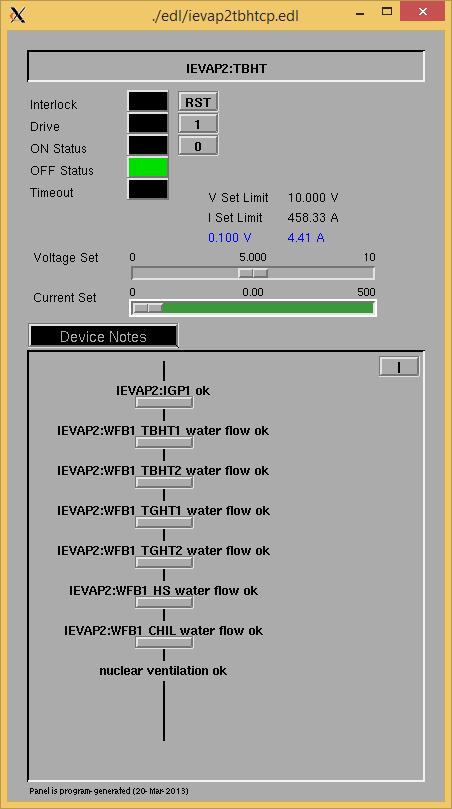 ./edl/ievap2tbhtcp.edl
IEVAP2:TBHT
Interlock RST
Drive 1
ON Status 0
OFF Status
Timeout
V Set Limit 10.000 V
I Set Limit 458.33 A
0.100 V 4.41 A
Voltage Set 0 5.000 10
Current Set 0 0.00 500
Device Notes
I
IEVAP2:IGP1 ok
IEVAP2:WFB1_TBHT1 water flow ok
IEVAP2:WFB1_TBHT2 water flow ok
IEVAP2:WFB1_TGHT1 water flow ok
IEVAP2:WFB1_TGHT2 water flow ok
IEVAP2:WFB1_HS water flow ok
IEVAP2:WFB1_CHIL water flow ok
nuclear ventilation ok
Panel is program-generated (20-Mar-2013)